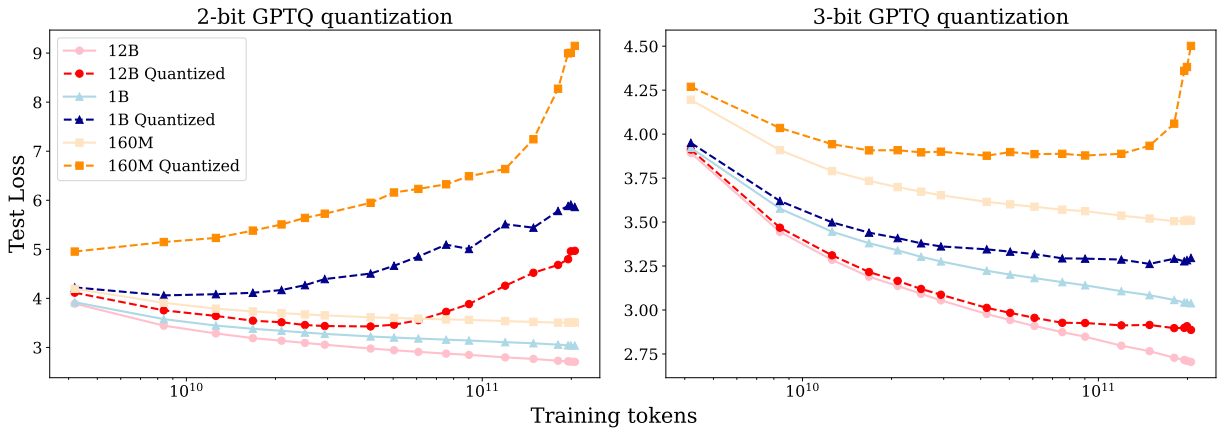 2-bit GPTQ quantization
3-bit GPTQ quantization
Test Loss
9
8
7
6
5
4
3
12B
12B Quantized
1B
1B Quantized
160M
160M Quantized
10^10
10^11
4.50
4.25
4.00
3.75
3.50
3.25
3.00
2.75
10^10
10^11
Training tokens